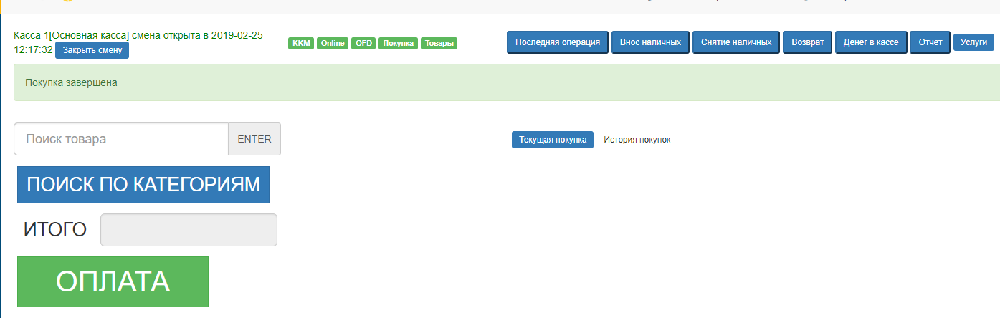 Касса 1[Основная касса] смена открыта в 2019-02-25
12:17:32 Закрыть смену
KKM Online OFD Покупка Товары
Последняя операция Внос наличных Снятие наличных Возврат Денег в кассе Отчет Услуги
Покупка завершена
Поиск товара ENTER
Текущая покупка История покупок
ПОИСК ПО КАТЕГОРИЯМ
ИТОГО
ОПЛАТА